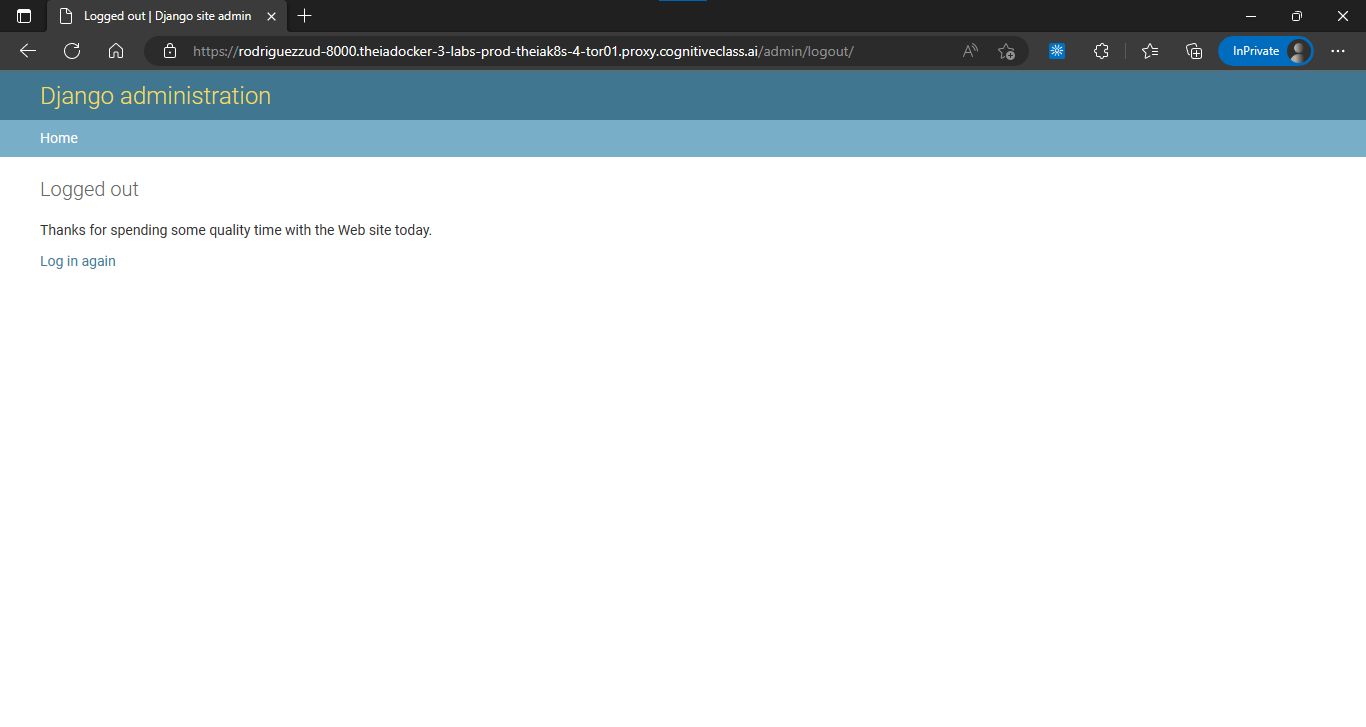 Logged out | Django site admin
https://rodriguezzud-8000.theiadocker-3-labs-prod-theiak8s-4-tor01.proxy.cognitiveclass.ai/admin/logout/
InPrivate
Django administration
Home
Logged out
Thanks for spending some quality time with the Web site today.
Log in again